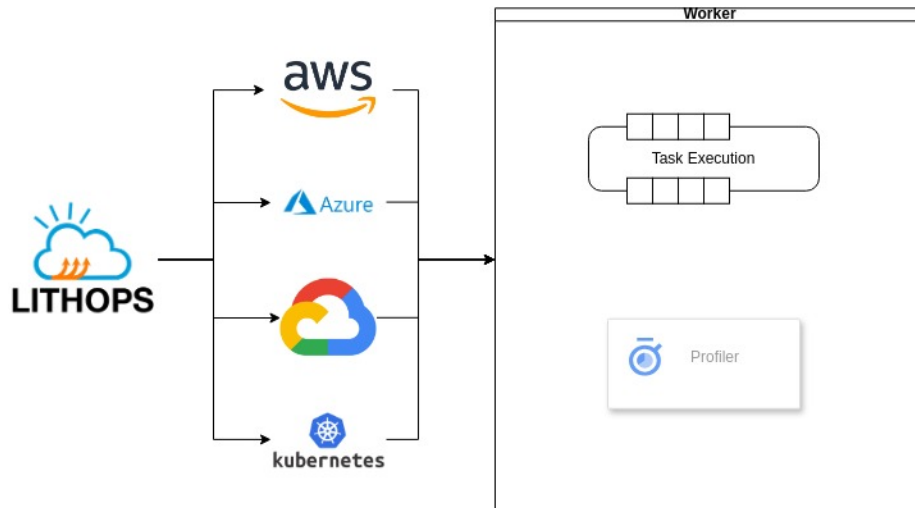 Worker
aws
Task Execution
Azure
LITHOPS
Profiler
kubernetes